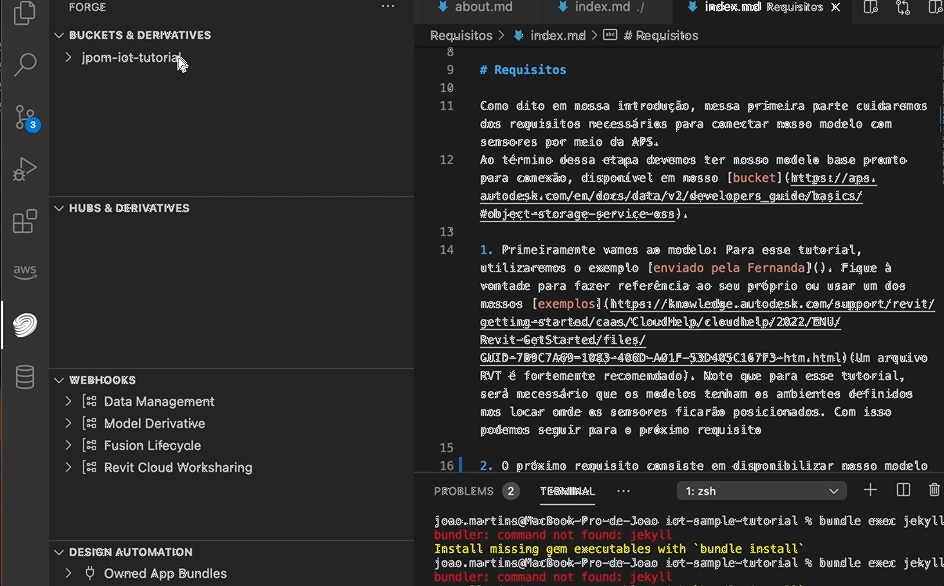 FORGE
BUCKETS & DERIVATIVES
jpom-iot-tutorial
3
HUBS & DERIVATIVES
aws
WEBHOOKS
Data Management
Model Derivative
Fusion Lifecycle
Revit Cloud Worksharing
DESIGN AUTOMATION
Owned App Bundles
about.md
index.md ./
index.md Requisitos
Requisitos > index.md > # Requisitos
8
9 # Requisitos
10
11 Como dito em nossa introdução, nessa primeira parte cuidaremos
dos requisitos necessários para conectar nosso modelo com
sensores por meio da APS.
12 Ao término dessa etapa devemos ter nosso modelo base pronto
para conexão, disponível em nosso [bucket](https://aps.
autodesk.com/en/docs/data/v2/developers_guide/basics/
#object-storage-service-oss).
13
14 1. Primeiramente vamos ao modelo: Para esse tutorial,
utilizaremos o exemplo [enviado pela Fernanda](). Fique à
vontade para fazer referência ao seu próprio ou usar um dos
nossos [exemplos](https://knowledge.autodesk.com/support/revit/
getting-started/caas/CloudHelp/cloudhelp/2022/ENU/
Revit-GetStarted/files/
GUID-7B9C7A69-1083-406D-A01F-53D405C167F3-htm.html)(Um arquivo
RVT é fortemente recomendado). Note que para esse tutorial,
será necessário que os modelos tenham os ambientes definidos
nos locar onde os sensores ficarão posicionados. Com isso
podemos seguir para o próximo requisito
15
16 2. O próximo requisito consiste em disponibilizar nosso modelo
PROBLEMS 2 TERMINAL ··· 1: zsh
joao.martins@MacBook-Pro-de-Joao iot-sample-tutorial % bundle exec jekyll
bundler: command not found: jekyll
Install missing gem executables with `bundle install`
joao.martins@MacBook-Pro-de-Joao iot-sample-tutorial % bundle exec jekyll
bundler: command not found: jekyll